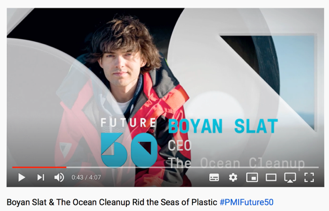 FUTURE
50
BOYAN SLAT
CEO
The Ocean Cleanup
0:43 / 4:07
Boyan Slat & The Ocean Cleanup Rid the Seas of Plastic #PMIFuture50